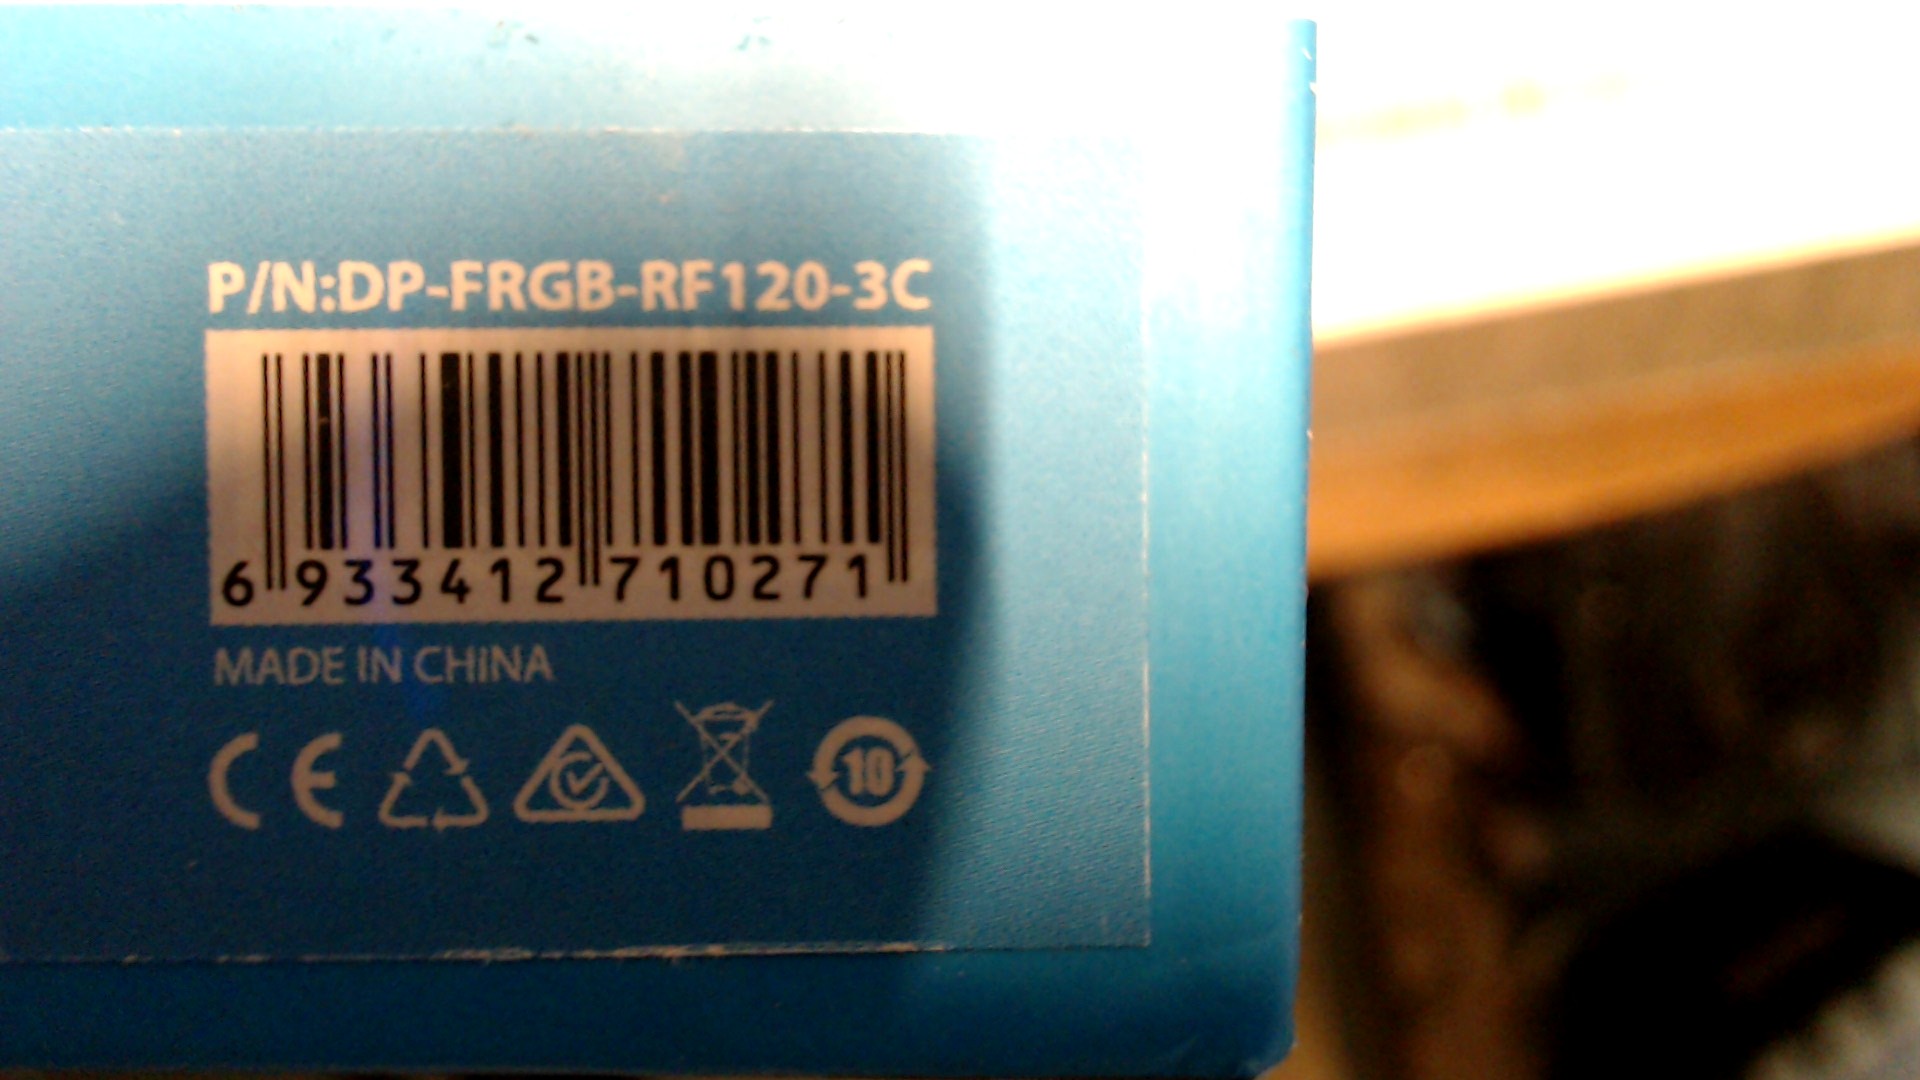 P/N:DP-FRGB-RF120-3C
6 933412 710271
MADE IN CHINA
CE
10